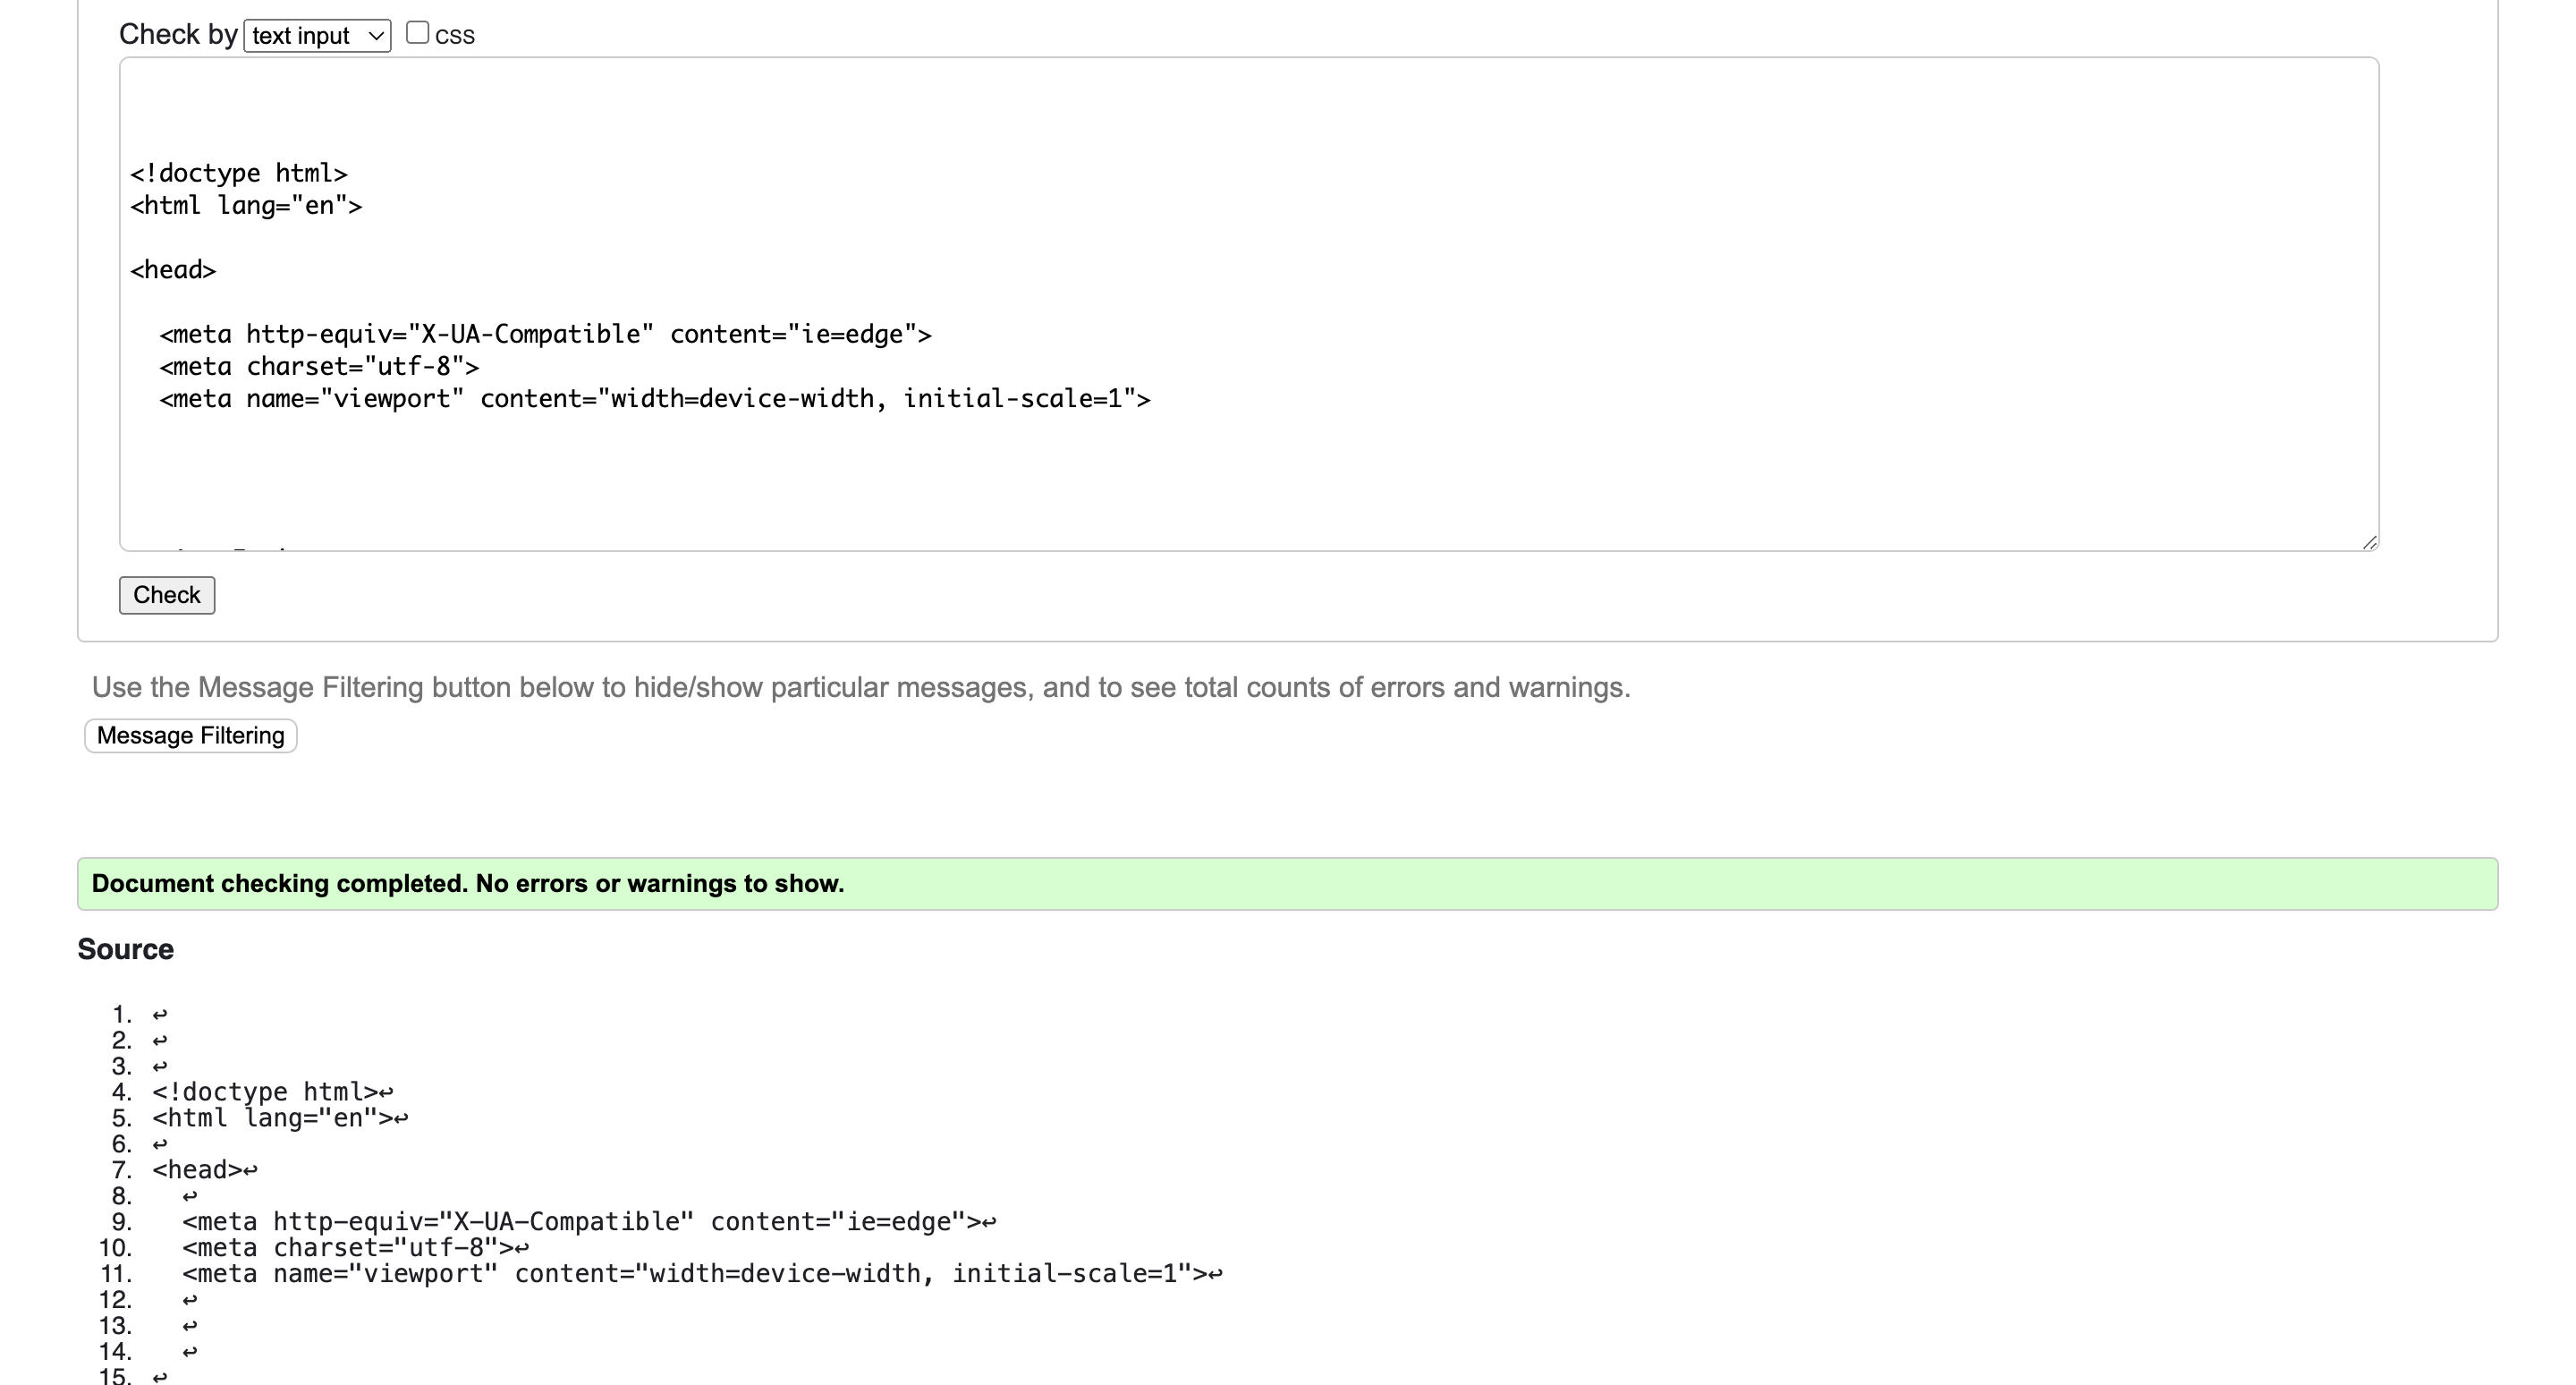 Check by text input css
<!doctype html>
<html lang="en">
<head>
<meta http-equiv="X-UA-Compatible" content="ie=edge">
<meta charset="utf-8">
<meta name="viewport" content="width=device-width, initial-scale=1">
Check
Use the Message Filtering button below to hide/show particular messages, and to see total counts of errors and warnings.
Message Filtering
Document checking completed. No errors or warnings to show.
Source
1. ↩
2. ↩
3. ↩
4. <!doctype html>↩
5. <html lang="en">↩
6. ↩
7. <head>↩
8. ↩
9. <meta http-equiv="X-UA-Compatible" content="ie=edge">↩
10. <meta charset="utf-8">↩
11. <meta name="viewport" content="width=device-width, initial-scale=1">↩
12. ↩
13. ↩
14. ↩
15. ↩